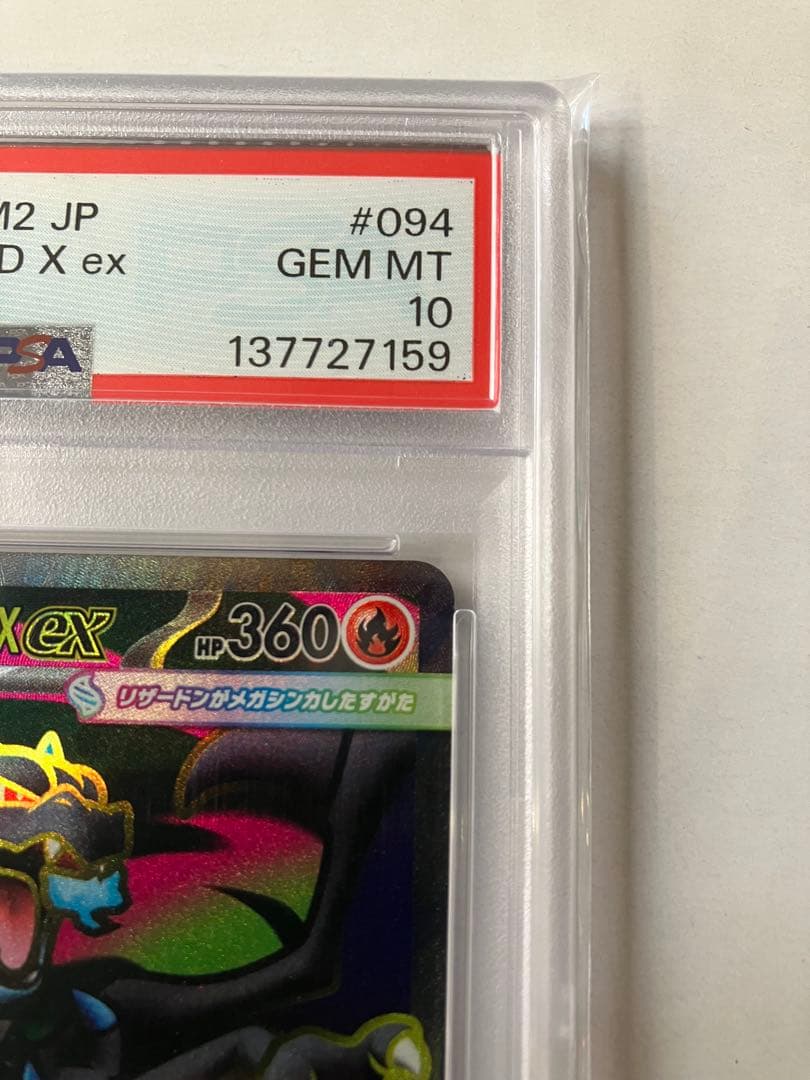 M2 JP
#094
D X ex
GEM MT
10
PSA
137727159
Xex
HP360
リザードンがメガシンカしたすがた